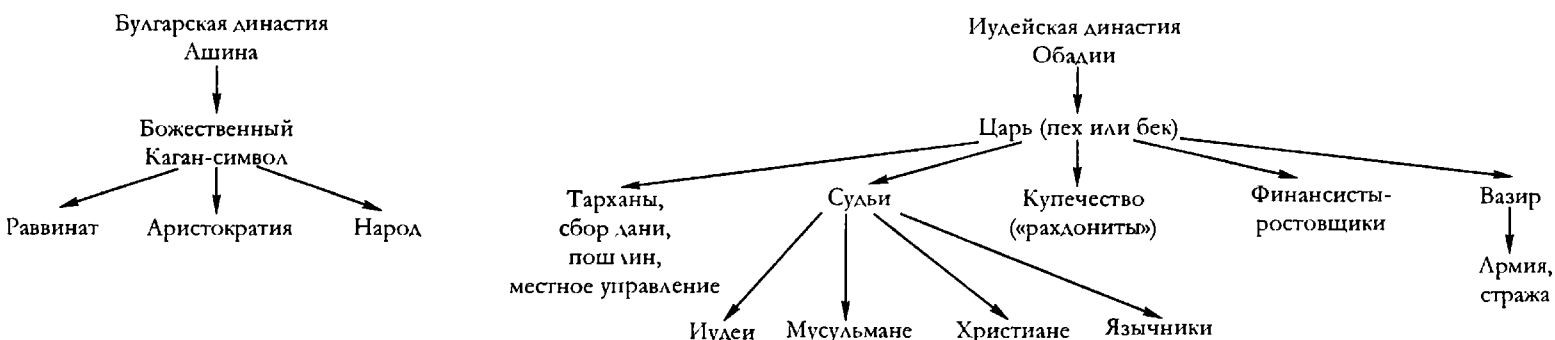 Булгарская династия
Ашина
Божественный
Каган-символ
Раввинат
Аристократия
Народ
Иудейская династия
Обадии
Царь (пех или бек)
Тарханы,
сбор дани,
пошлин,
местное управление
Судьи
Купечество
(«рахдониты»)
Финансисты-
ростовщики
Вазир
Армия,
стража
Иудеи
Мусульмане
Христиане
Язычники